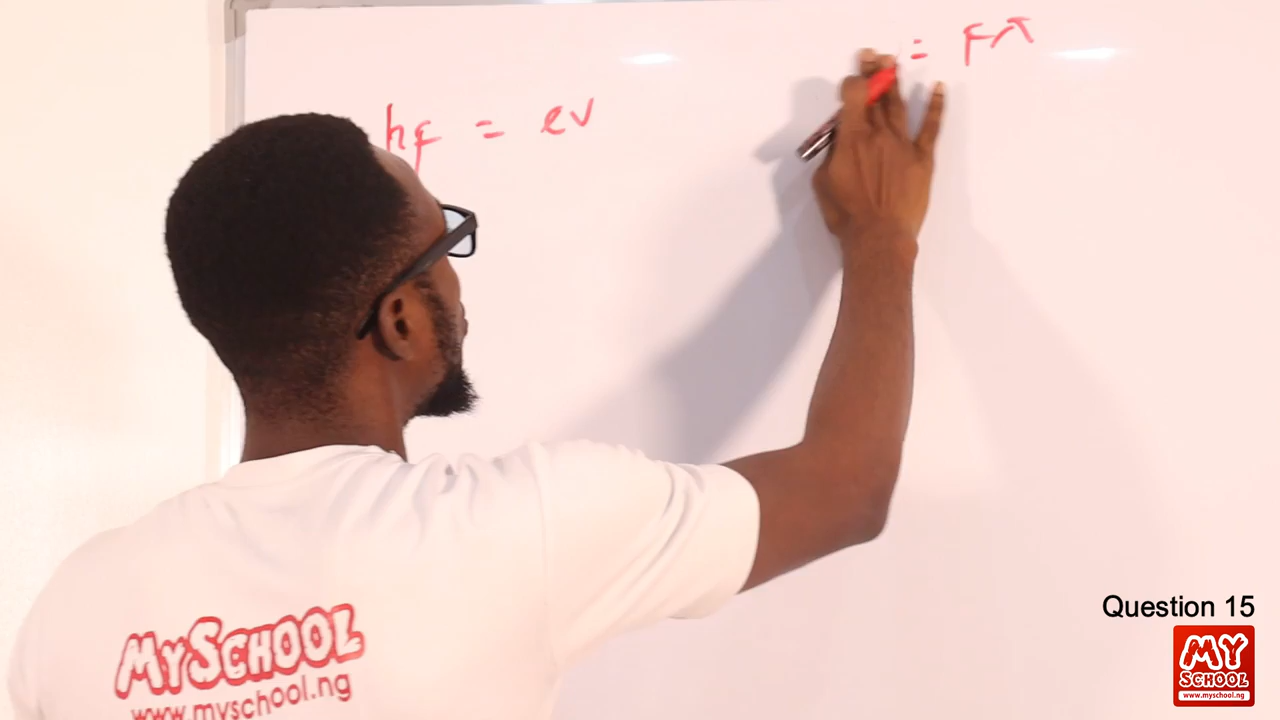 = Fλ
hf = ev
MYSCHOOL
www.myschool.ng
Question 15
MY
SCHOOL
www.myschool.ng